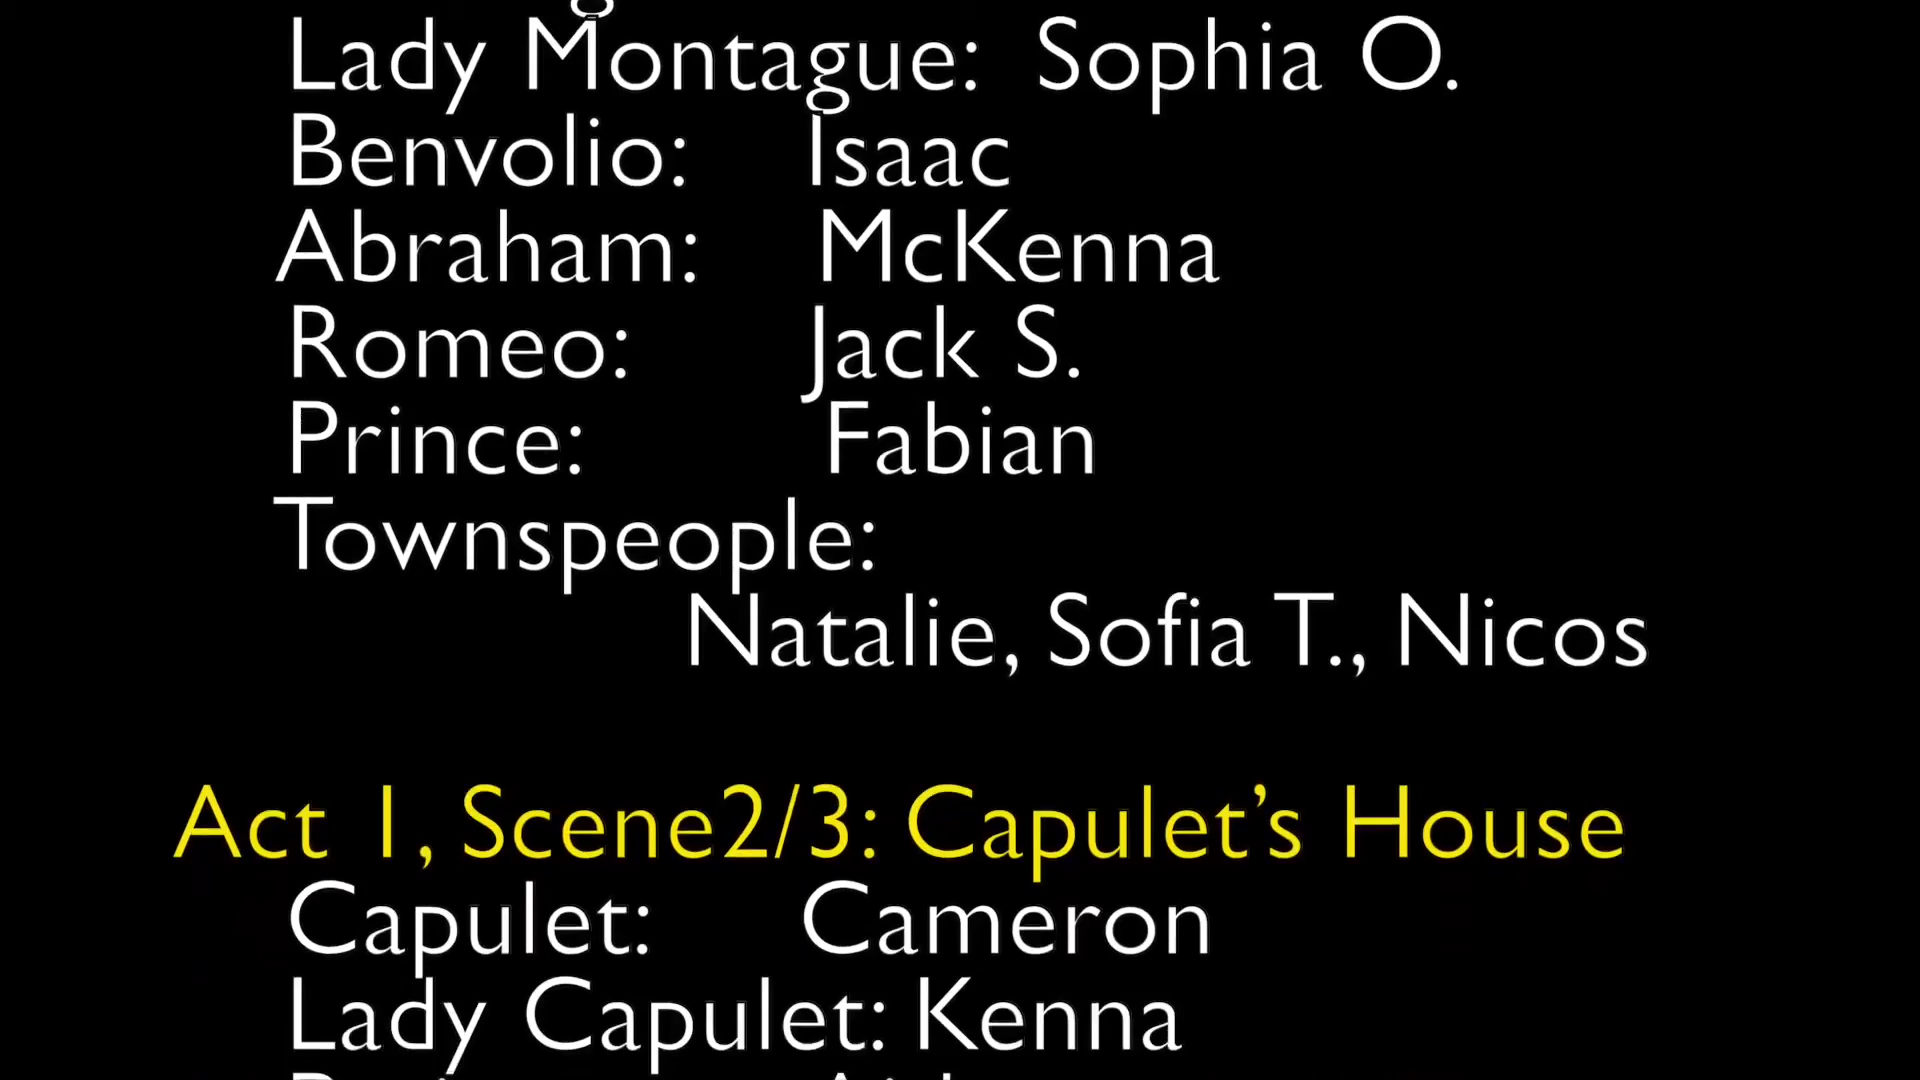 Lady Montague: Sophia O.
Benvolio: Isaac
Abraham: McKenna
Romeo: Jack S.
Prince: Fabian
Townspeople:
Natalie, Sofia T., Nicos
Act 1, Scene2/3: Capulet’s House
Capulet: Cameron
Lady Capulet: Kenna